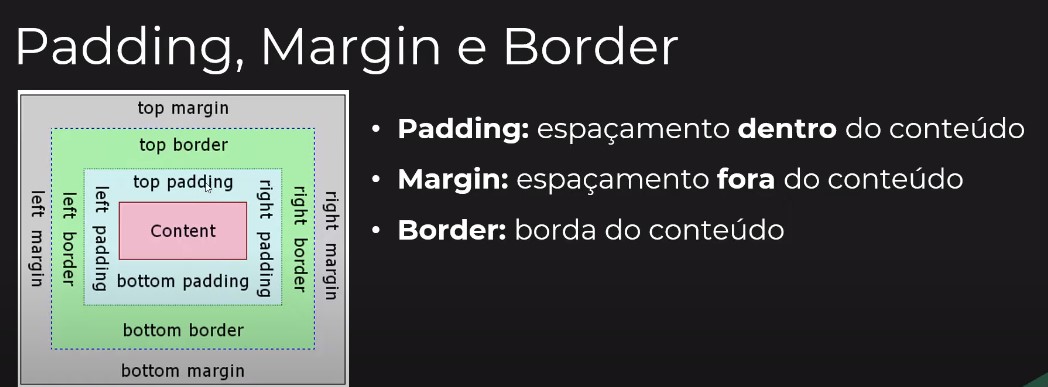 Padding, Margin e Border
top margin
top border
top padding
left margin
left border
left padding
Content
right padding
right border
right margin
bottom padding
bottom border
bottom margin
• Padding: espaçamento dentro do conteúdo
• Margin: espaçamento fora do conteúdo
• Border: borda do conteúdo